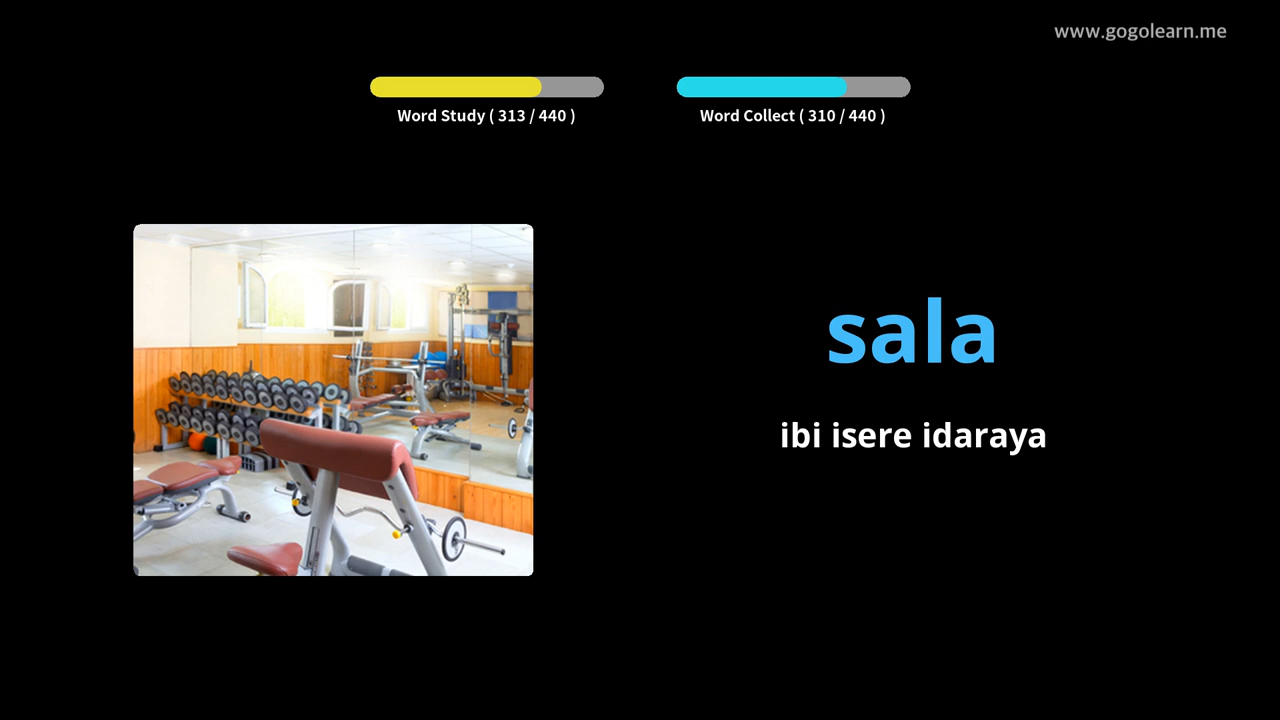 www.gogolearn.me
Word Study ( 313 / 440 )
Word Collect ( 310 / 440 )
sala
ibi isere idaraya